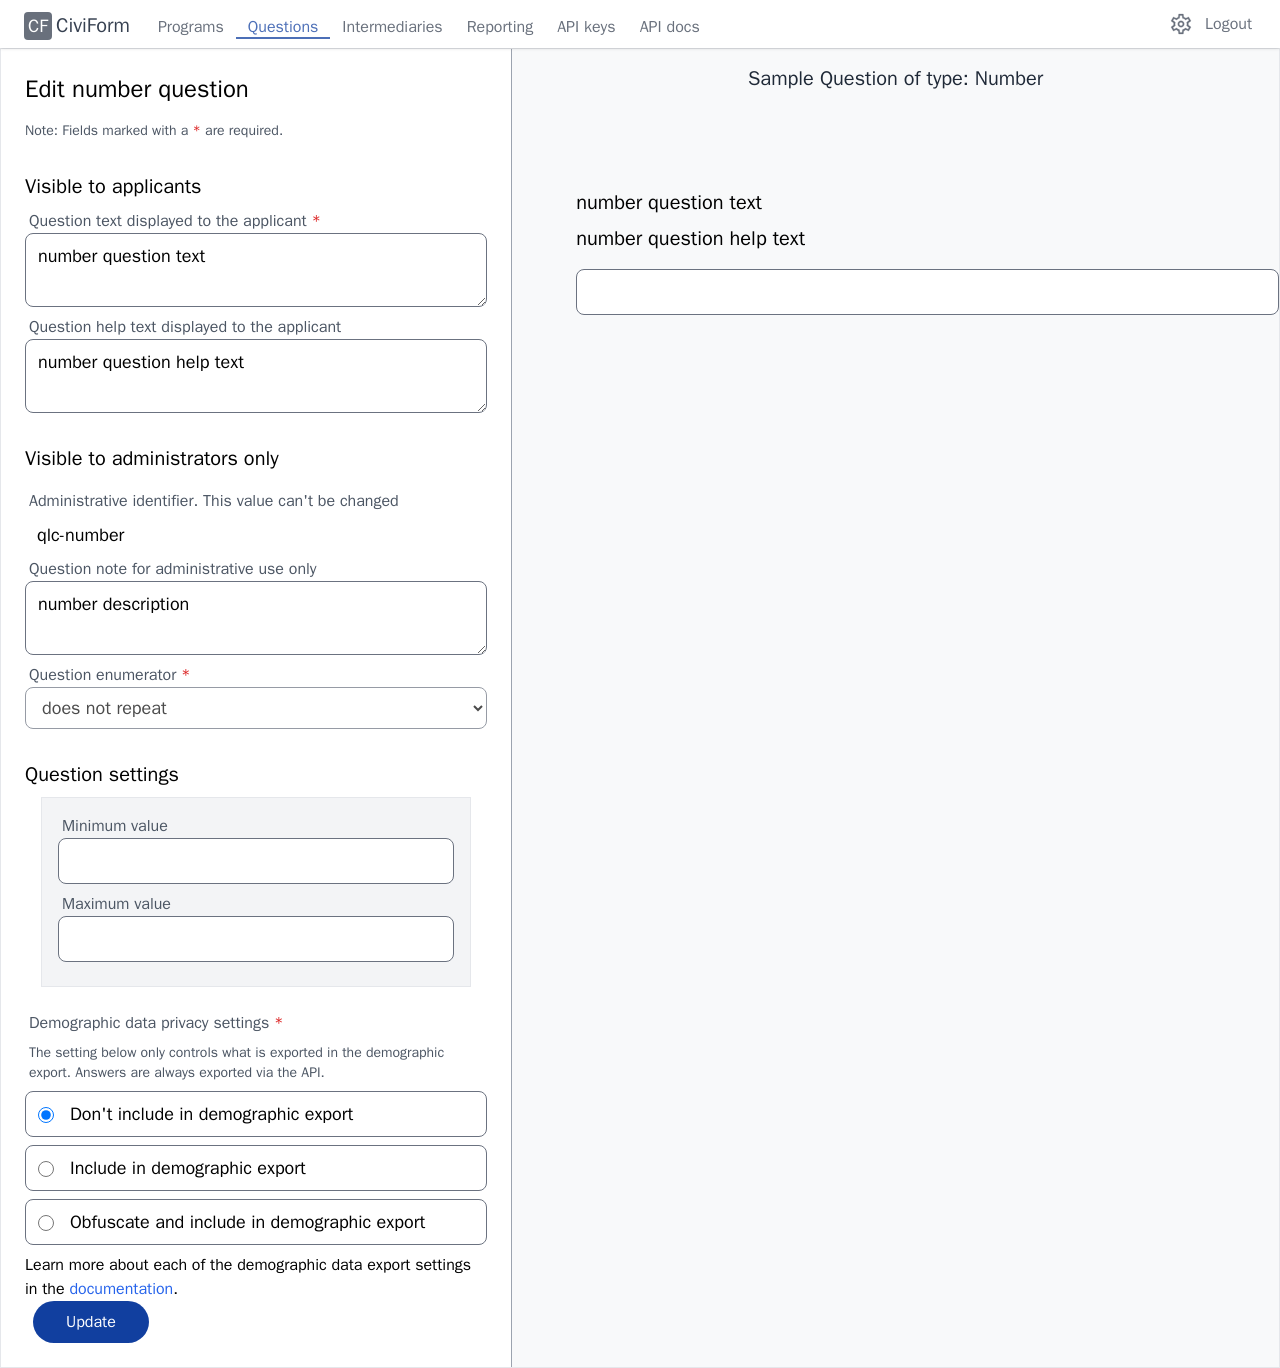 CF CiviForm Programs Questions Intermediaries Reporting API keys API docs Logout
Edit number question
Note: Fields marked with a * are required.
Visible to applicants
Question text displayed to the applicant *
number question text
Question help text displayed to the applicant
number question help text
Visible to administrators only
Administrative identifier. This value can't be changed
qlc-number
Question note for administrative use only
number description
Question enumerator *
does not repeat
Question settings
Minimum value
Maximum value
Demographic data privacy settings *
The setting below only controls what is exported in the demographic
export. Answers are always exported via the API.
Don't include in demographic export
Include in demographic export
Obfuscate and include in demographic export
Learn more about each of the demographic data export settings
in the documentation.
Update
Sample Question of type: Number
number question text
number question help text